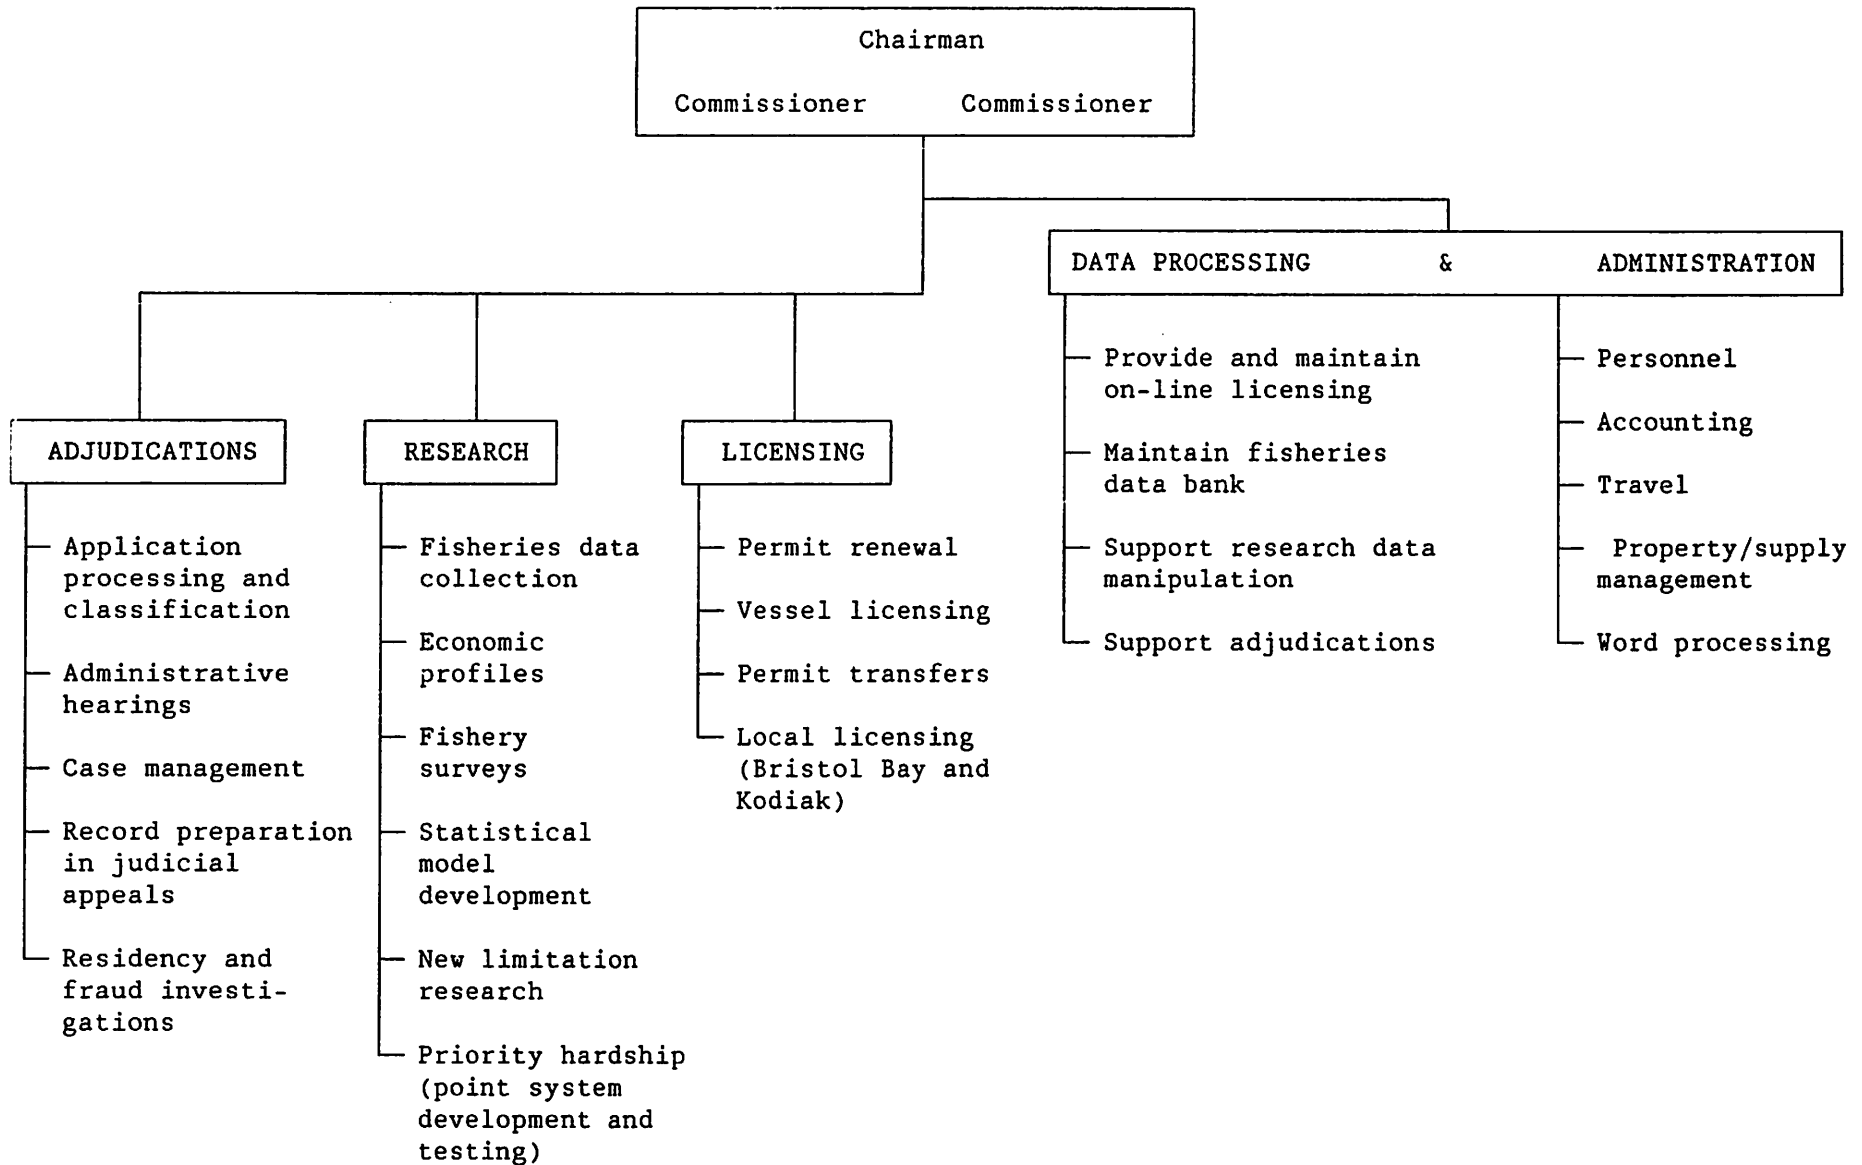 Chairman
Commissioner Commissioner
DATA PROCESSING & ADMINISTRATION
Provide and maintain
on-line licensing
Maintain fisheries
data bank
Support research data
manipulation
Support adjudications
Personnel
Accounting
Travel
Property/supply
management
Word processing
ADJUDICATIONS
Application
processing and
classification
Administrative
hearings
Case management
Record preparation
in judicial
appeals
Residency and
fraud investi-
gations
RESEARCH
Fisheries data
collection
Economic
profiles
Fishery
surveys
Statistical
model
development
New limitation
research
Priority hardship
(point system
development and
testing)
LICENSING
Permit renewal
Vessel licensing
Permit transfers
Local licensing
(Bristol Bay and
Kodiak)